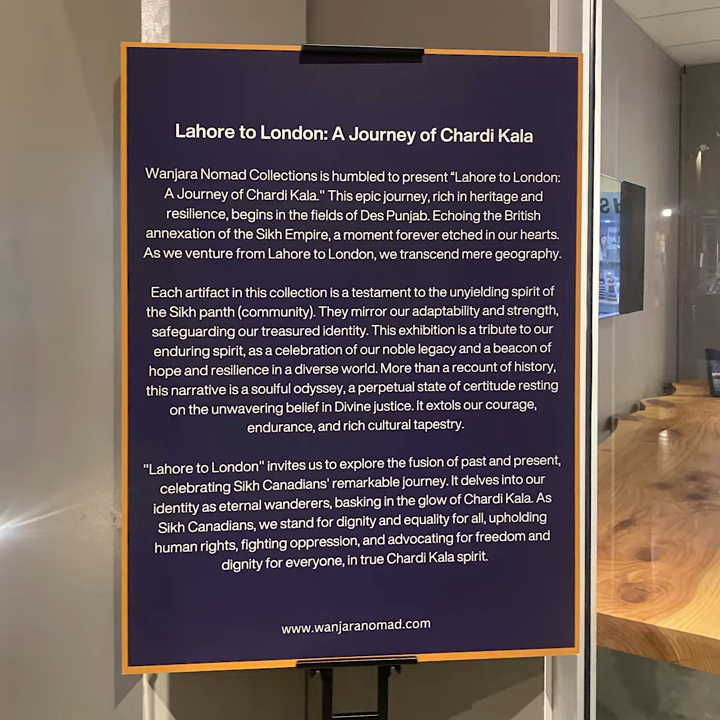 Lahore to London: A Journey of Chardi Kala
Wanjara Nomad Collections is humbled to present “Lahore to London:
A Journey of Chardi Kala." This epic journey, rich in heritage and
resilience, begins in the fields of Des Punjab. Echoing the British
annexation of the Sikh Empire, a moment forever etched in our hearts.
As we venture from Lahore to London, we transcend mere geography.
Each artifact in this collection is a testament to the unyielding spirit of
the Sikh panth (community). They mirror our adaptability and strength,
safeguarding our treasured identity. This exhibition is a tribute to our
enduring spirit, as a celebration of our noble legacy and a beacon of
hope and resilience in a diverse world. More than a recount of history,
this narrative is a soulful odyssey, a perpetual state of certitude resting
on the unwavering belief in Divine justice. It extols our courage,
endurance, and rich cultural tapestry.
"Lahore to London" invites us to explore the fusion of past and present,
celebrating Sikh Canadians' remarkable journey. It delves into our
identity as eternal wanderers, basking in the glow of Chardi Kala. As
Sikh Canadians, we stand for dignity and equality for all, upholding
human rights, fighting oppression, and advocating for freedom and
dignity for everyone, in true Chardi Kala spirit.
www.wanjaranomad.com